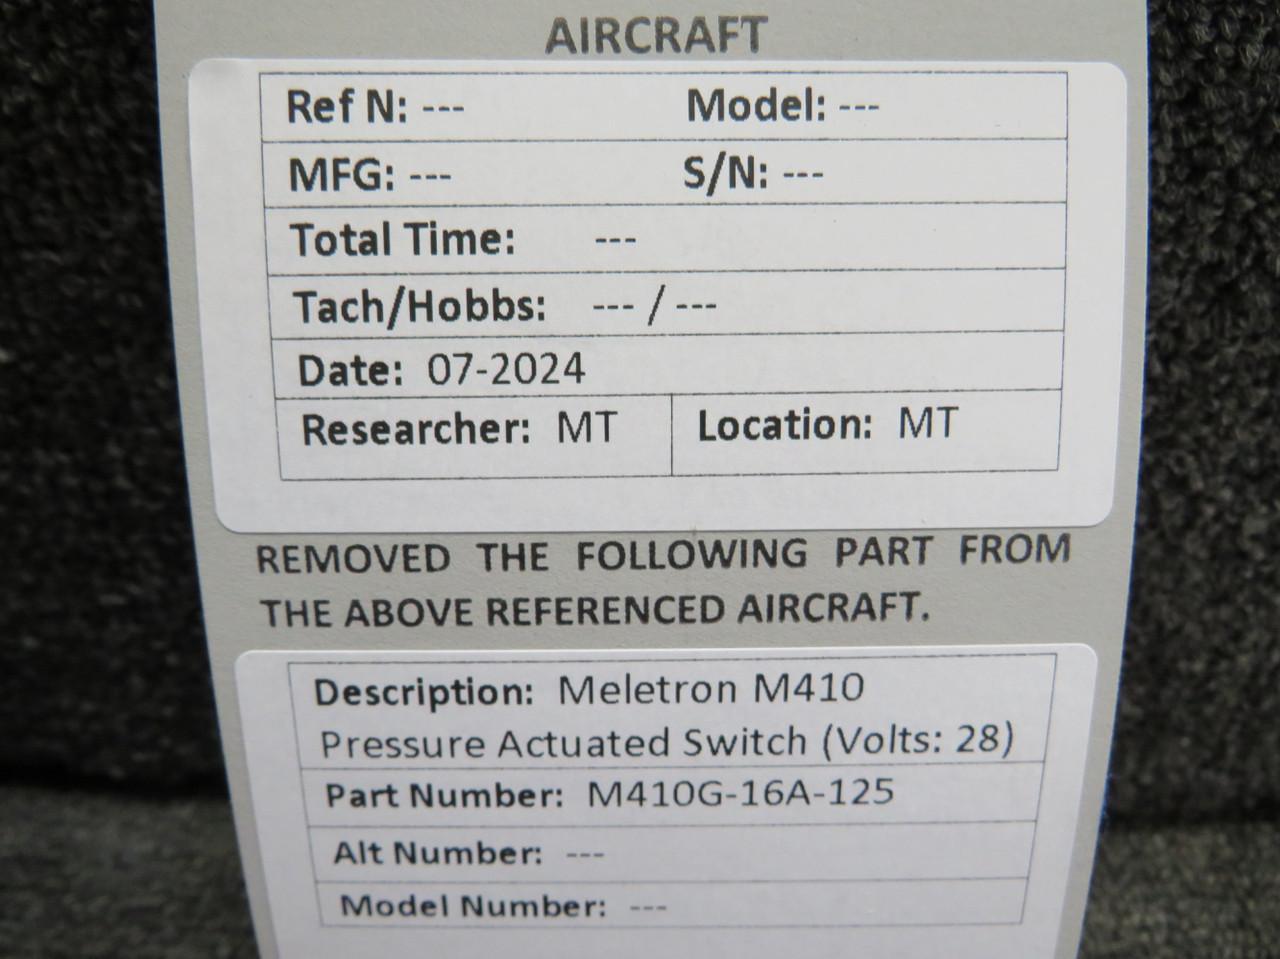 AIRCRAFT
Ref N: --- Model: ---
MFG: --- S/N: ---
Total Time: ---
Tach/Hobbs: --- / ---
Date: 07-2024
Researcher: MT Location: MT
REMOVED THE FOLLOWING PART FROM
THE ABOVE REFERENCED AIRCRAFT.
Description: Meletron M410
Pressure Actuated Switch (Volts: 28)
Part Number: M410G-16A-125
Alt Number: ---
Model Number: ---